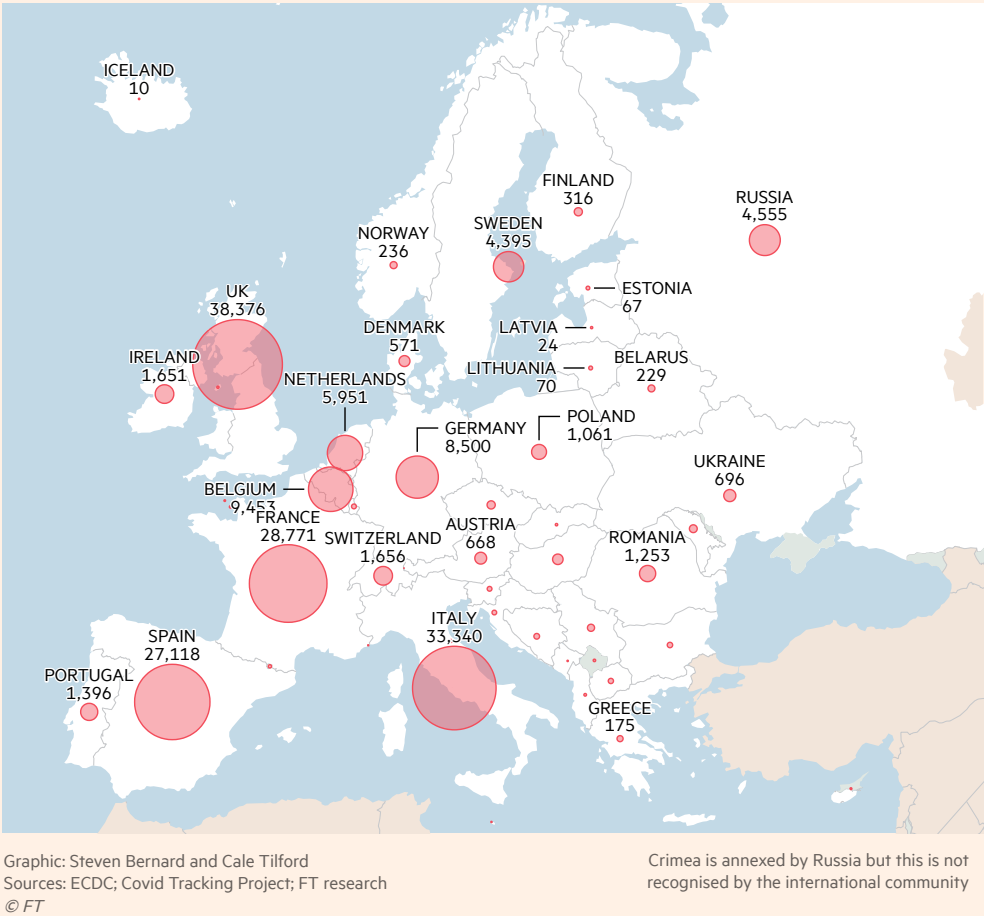 ICELAND
10
FINLAND
316
RUSSIA
4,555
SWEDEN
4,395
NORWAY
236
UK
38,376
ESTONIA
67
LATVIA
24
DENMARK
571
IRELAND
1,651
LITHUANIA
70
BELARUS
229
NETHERLANDS
5,951
GERMANY
8,500
POLAND
1,061
UKRAINE
696
BELGIUM
9,453
FRANCE
28,771
SWITZERLAND
1,656
AUSTRIA
668
ROMANIA
1,253
ITALY
33,340
SPAIN
27,118
PORTUGAL
1,396
GREECE
175
Graphic: Steven Bernard and Cale Tilford
Sources: ECDC; Covid Tracking Project; FT research
© FT
Crimea is annexed by Russia but this is not
recognised by the international community